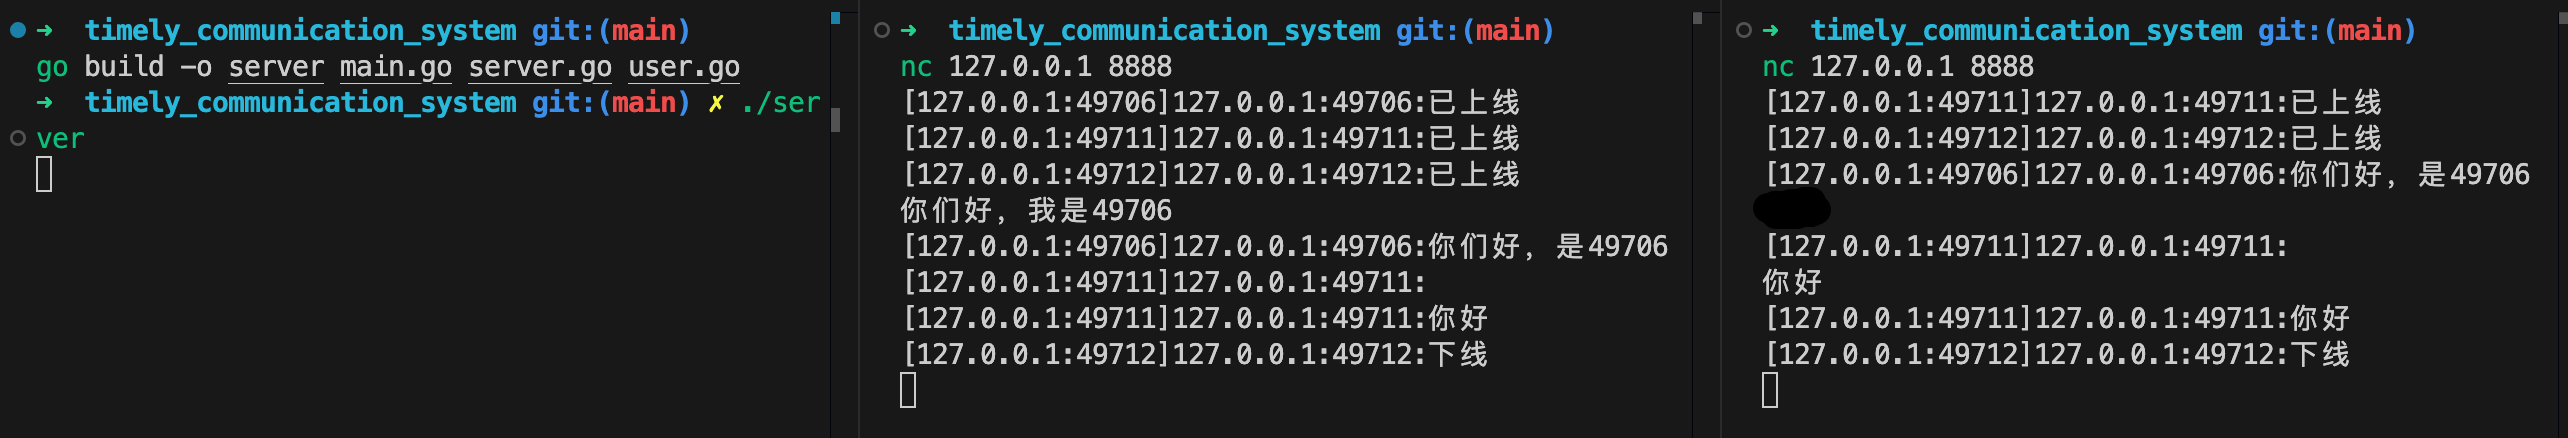 ➜  timely_communication_system git:(main)
go build -o server main.go server.go user.go
➜  timely_communication_system git:(main) ✗ ./ser
ver
➜  timely_communication_system git:(main)
nc 127.0.0.1 8888
[127.0.0.1:49706]127.0.0.1:49706:已上线
[127.0.0.1:49711]127.0.0.1:49711:已上线
[127.0.0.1:49712]127.0.0.1:49712:已上线
你们好, 我是49706
[127.0.0.1:49706]127.0.0.1:49706:你们好, 是49706
[127.0.0.1:49711]127.0.0.1:49711:
[127.0.0.1:49711]127.0.0.1:49711:你好
[127.0.0.1:49712]127.0.0.1:49712:下线
➜  timely_communication_system git:(main)
nc 127.0.0.1 8888
[127.0.0.1:49711]127.0.0.1:49711:已上线
[127.0.0.1:49712]127.0.0.1:49712:已上线
[127.0.0.1:49706]127.0.0.1:49706:你们好, 是49706
[127.0.0.1:49711]127.0.0.1:49711:
你好
[127.0.0.1:49711]127.0.0.1:49711:你好
[127.0.0.1:49712]127.0.0.1:49712:下线